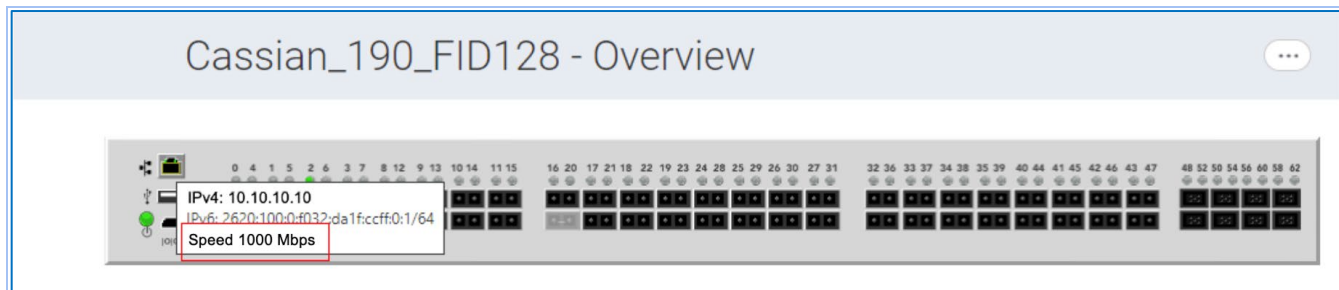 Cassian_190_FID128 - Overview
0 4 1 5 2 6 3 7 8 12 9 13 10 14 11 15 16 20 17 21 18 22 19 23 24 28 25 29 26 30 27 31 32 36 33 37 34 38 35 39 40 44 41 45 42 46 43 47 48 52 50 54 56 60 58 62
IPv4: 10.10.10.10
IPv6: 2620:100:0:f032:da1f:ccff:0:1/64
Speed 1000 Mbps